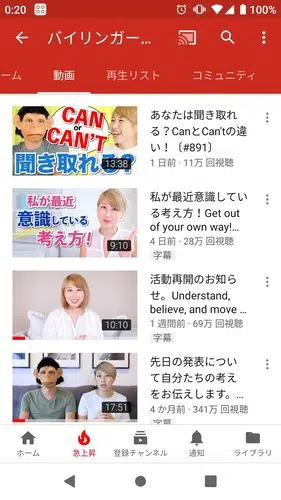 0:20
100%
バイリンガー…
ーム
動画
再生リスト
コミュニティ
CAN
or
CAN'T
聞き取れる?
13:38
あなたは聞き取れ
る？CanとCan'tの違
い！〔#891〕
1 日前・11万 回視聴
私が最近
意識している
考え方!
9:10
私が最近意識してい
る考え方！Get out
of your own way!…
4 日前・28万 回視聴
字幕
10:10
活動再開のお知ら
せ。Understand,
believe, and move …
1 週間前・69万 回視聴
字幕
17:51
先日の発表につい
て自分たちの考え
をお伝えします。…
4 か月前・341万 回視聴
字幕
ホーム
急上昇
登録チャンネル
通知
ライブラリ